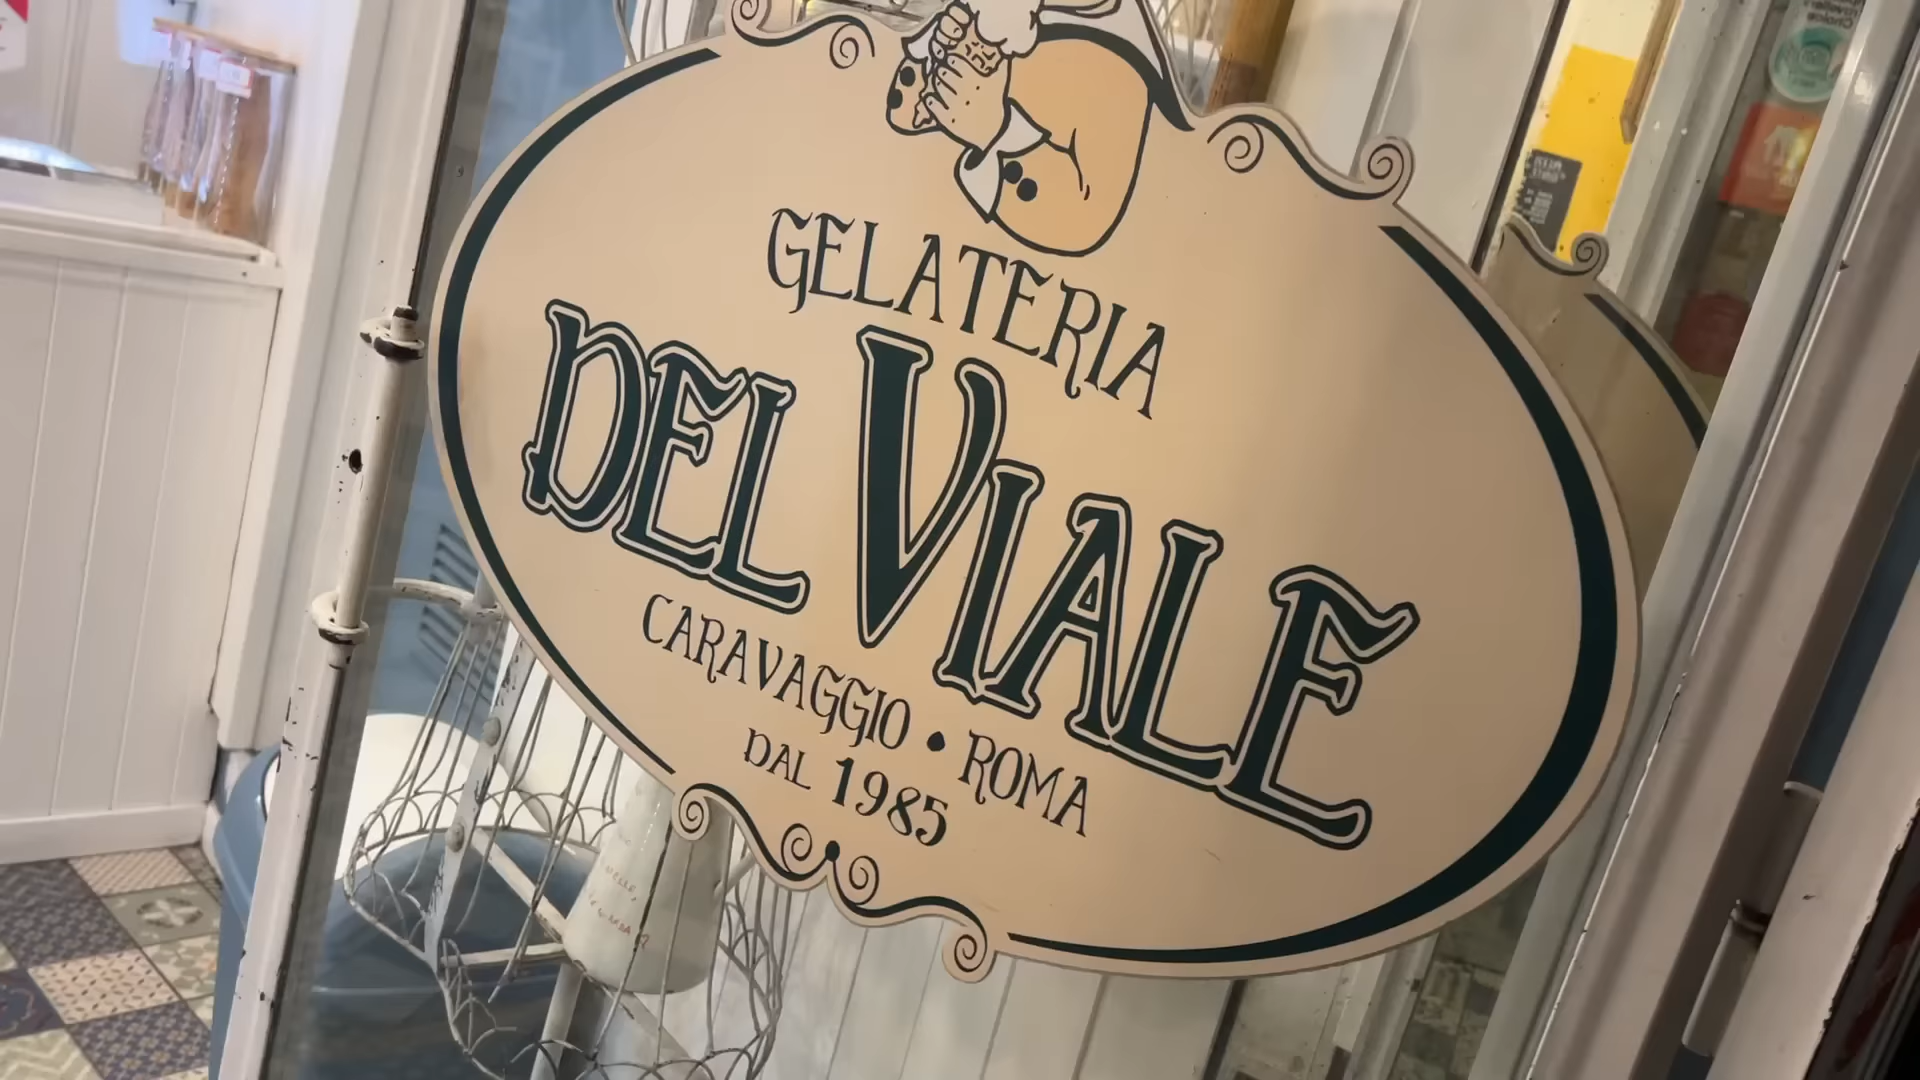 GELATERIA
DEL VIALE
CARAVAGGIO • ROMA
DAL 1985